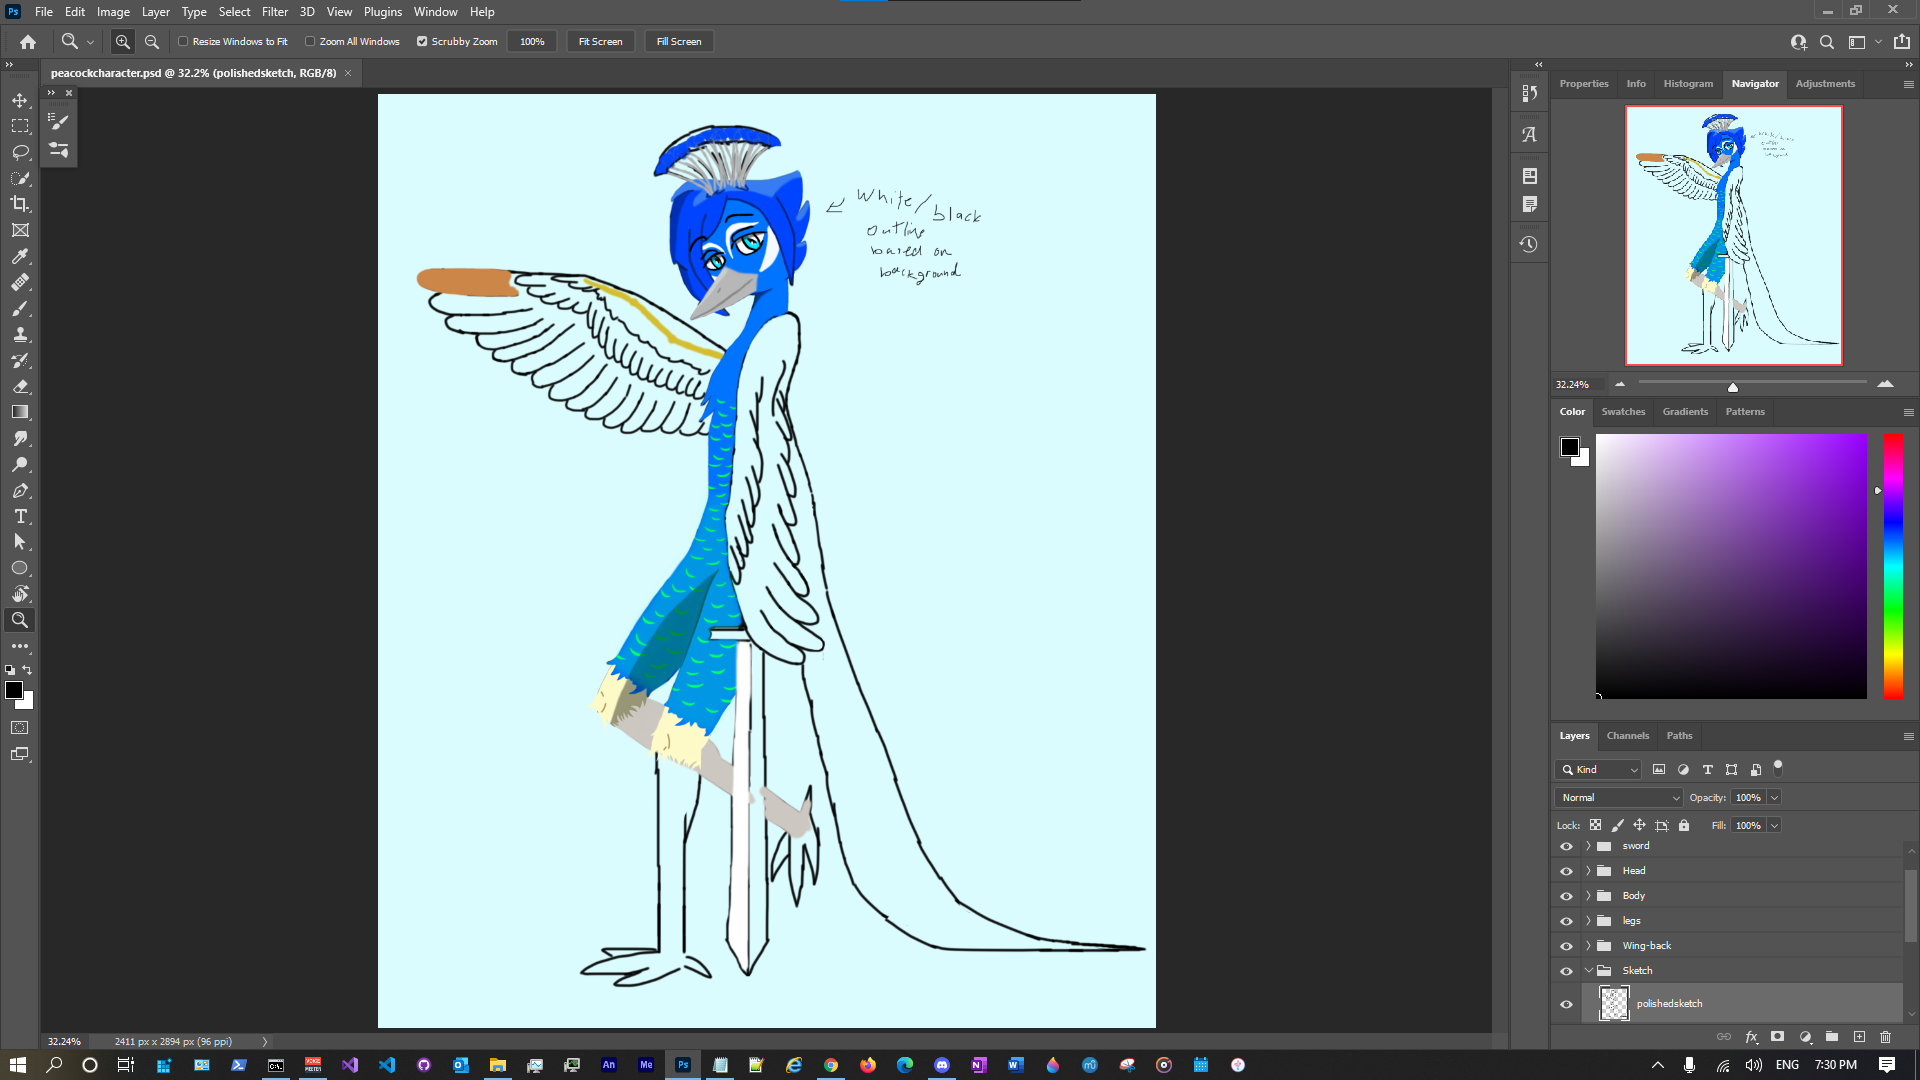 Ps File Edit Image Layer Type Select Filter 3D View Plugins Window Help
Resize Windows to Fit Zoom All Windows Scrubby Zoom 100% Fit Screen Fill Screen
peacockcharacter.psd @ 32.2% (polishedsketch, RGB/8) ×
Properties Info Histogram Navigator Adjustments
White/black
outline
based on
background
32.24%
Color Swatches Gradients Patterns
Layers Channels Paths
Kind
Normal Opacity: 100%
Lock: Fill: 100%
sword
Head
Body
legs
Wing-back
Sketch
polishedsketch
32.24% 2411 px x 2894 px (96 ppi)
An Me Ps ENG 7:30 PM